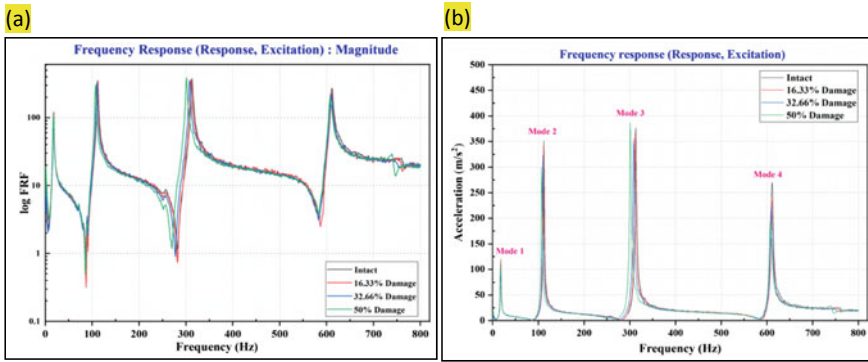 (a)
Frequency Response (Response, Excitation) : Magnitude
log FRF
100
10
1
0.1
Intact
16.33% Damage
32.66% Damage
50% Damage
0 100 200 300 400 500 600 700 800
Frequency (Hz)
(b)
Frequency response (Response, Excitation)
Acceleration (m/s²)
500
450
400
350
300
250
200
150
100
50
0
Intact
16.33% Damage
32.66% Damage
50% Damage
Mode 3
Mode 2
Mode 4
Mode 1
0 100 200 300 400 500 600 700 800
Frequency (Hz)